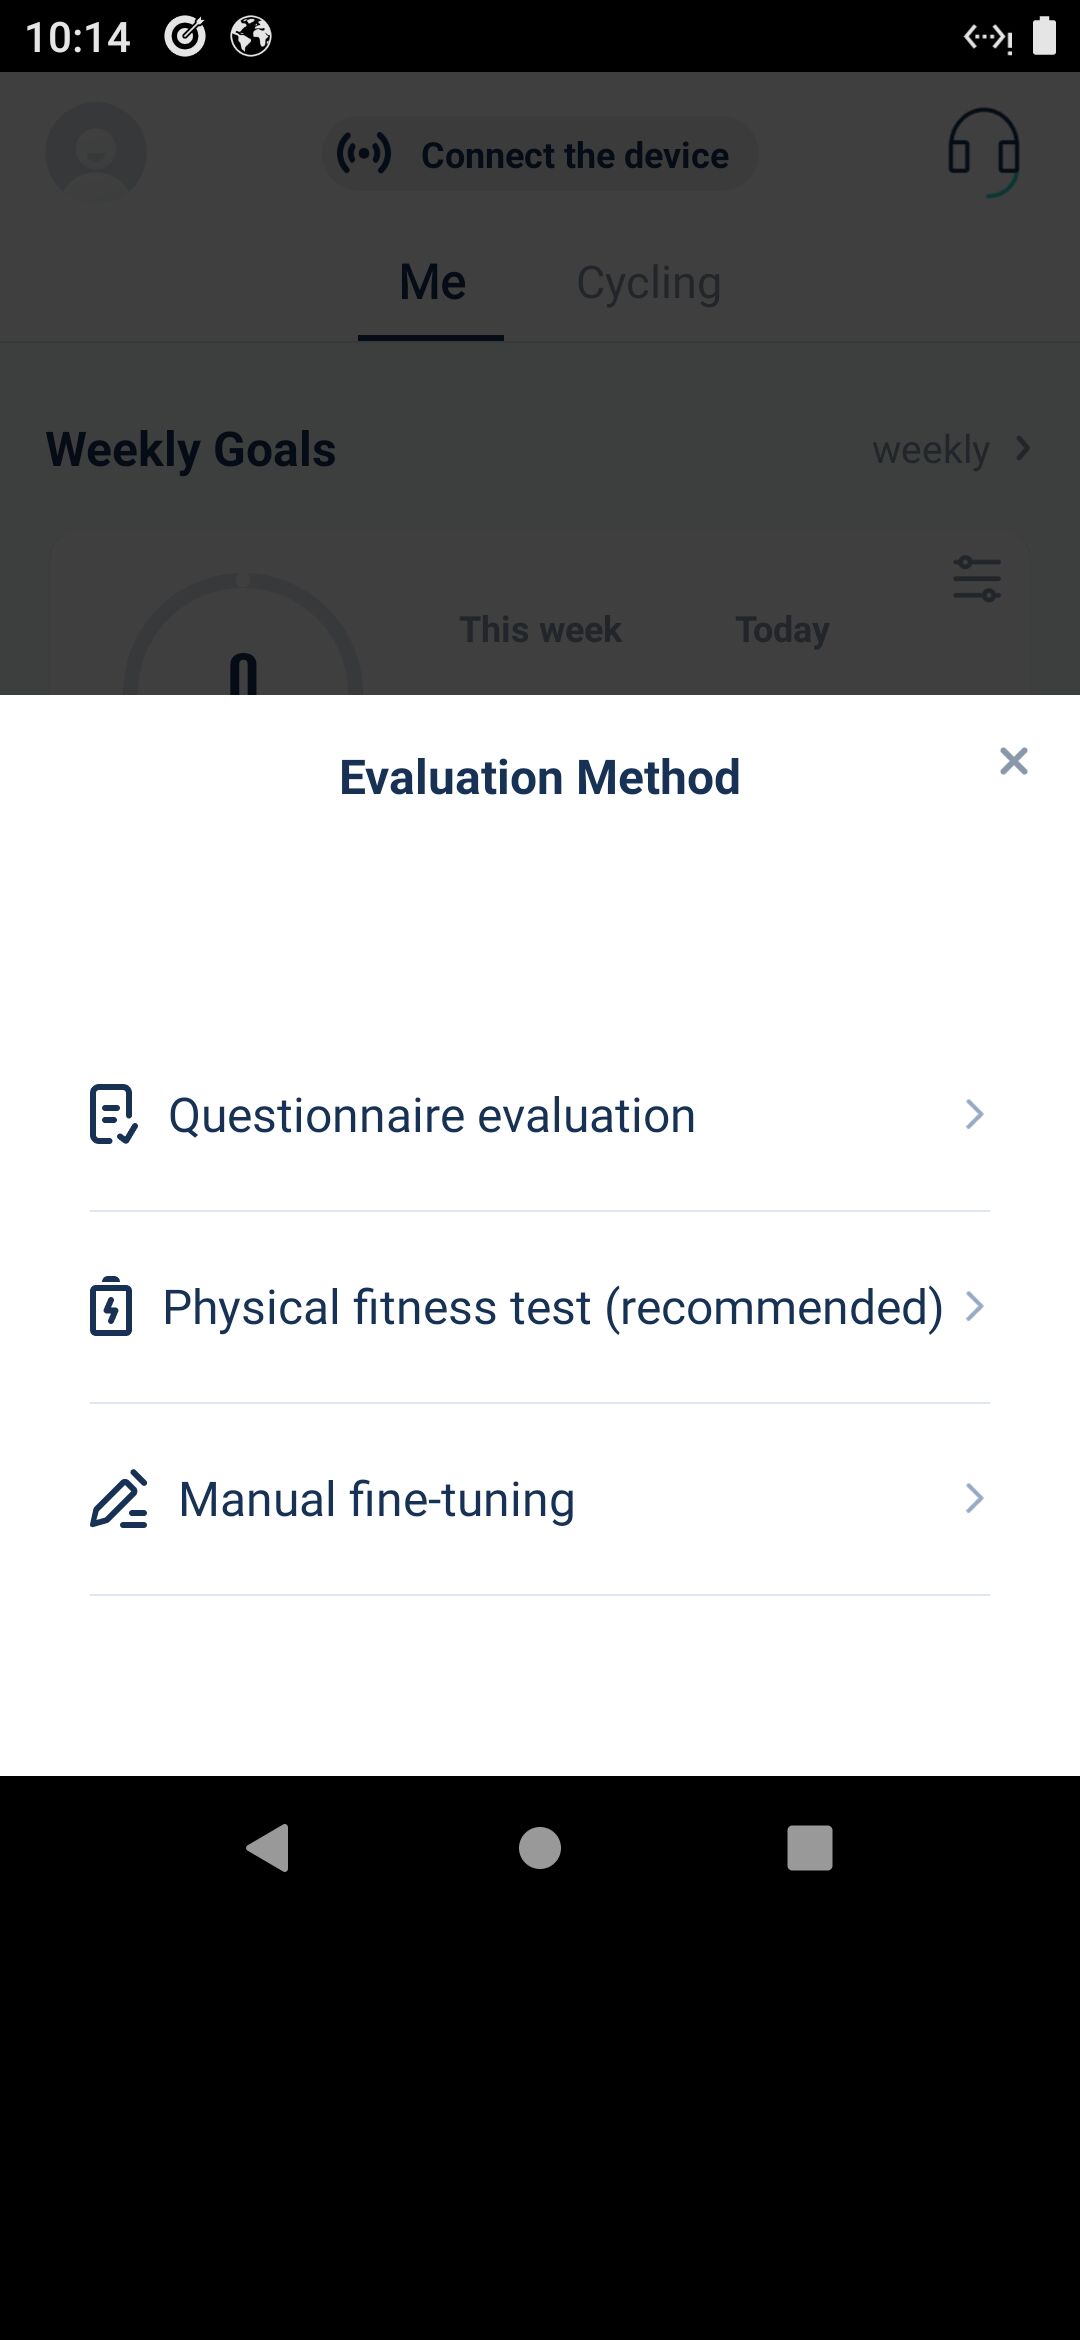 10:14
Connect the device
Me Cycling
Weekly Goals weekly
This week Today
Evaluation Method
Questionnaire evaluation
Physical fitness test (recommended)
Manual fine-tuning